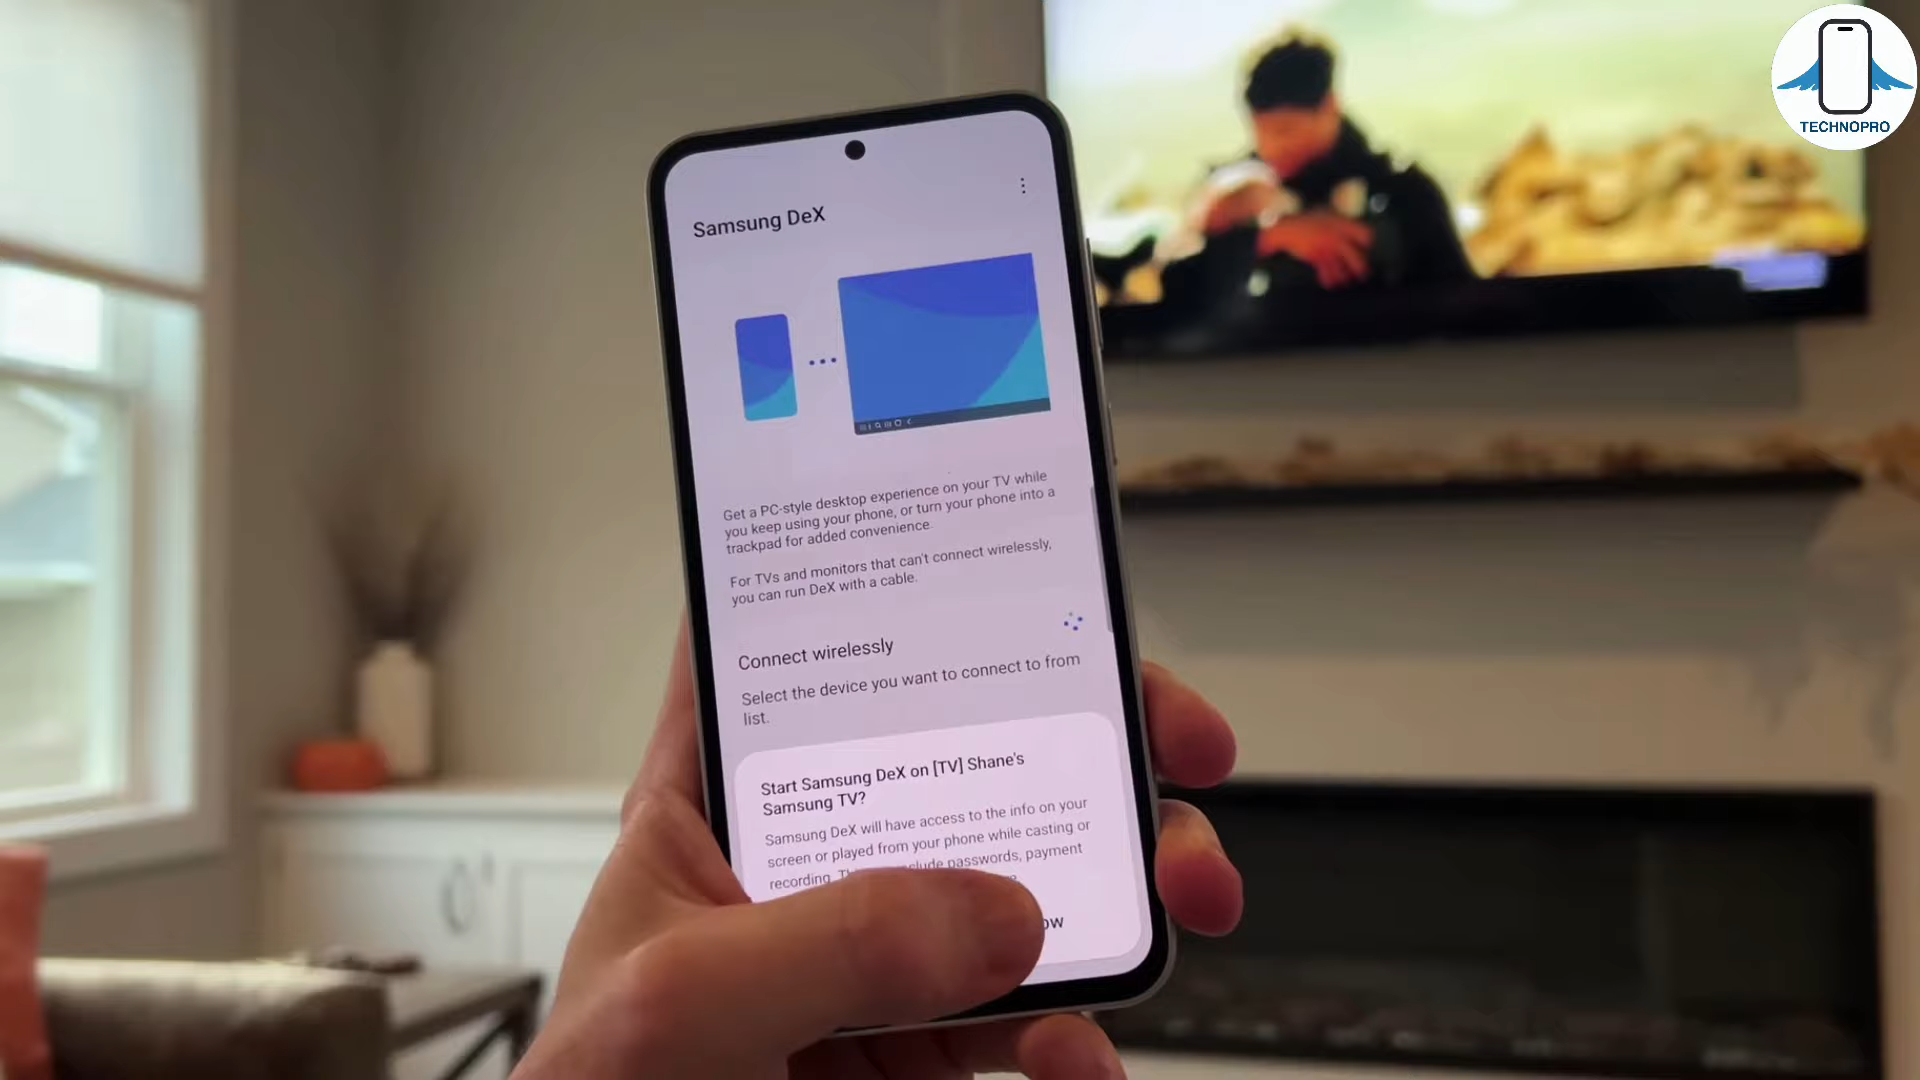 TECHNOPRO
Samsung DeX
Get a PC-style desktop experience on your TV while
you keep using your phone, or turn your phone into a
trackpad for added convenience.
For TVs and monitors that can't connect wirelessly,
you can run DeX with a cable.
Connect wirelessly
Select the device you want to connect to from
list.
Start Samsung DeX on [TV] Shane's
Samsung TV?
Samsung DeX will have access to the info on your
screen or played from your phone while casting or
recording. passwords, payment